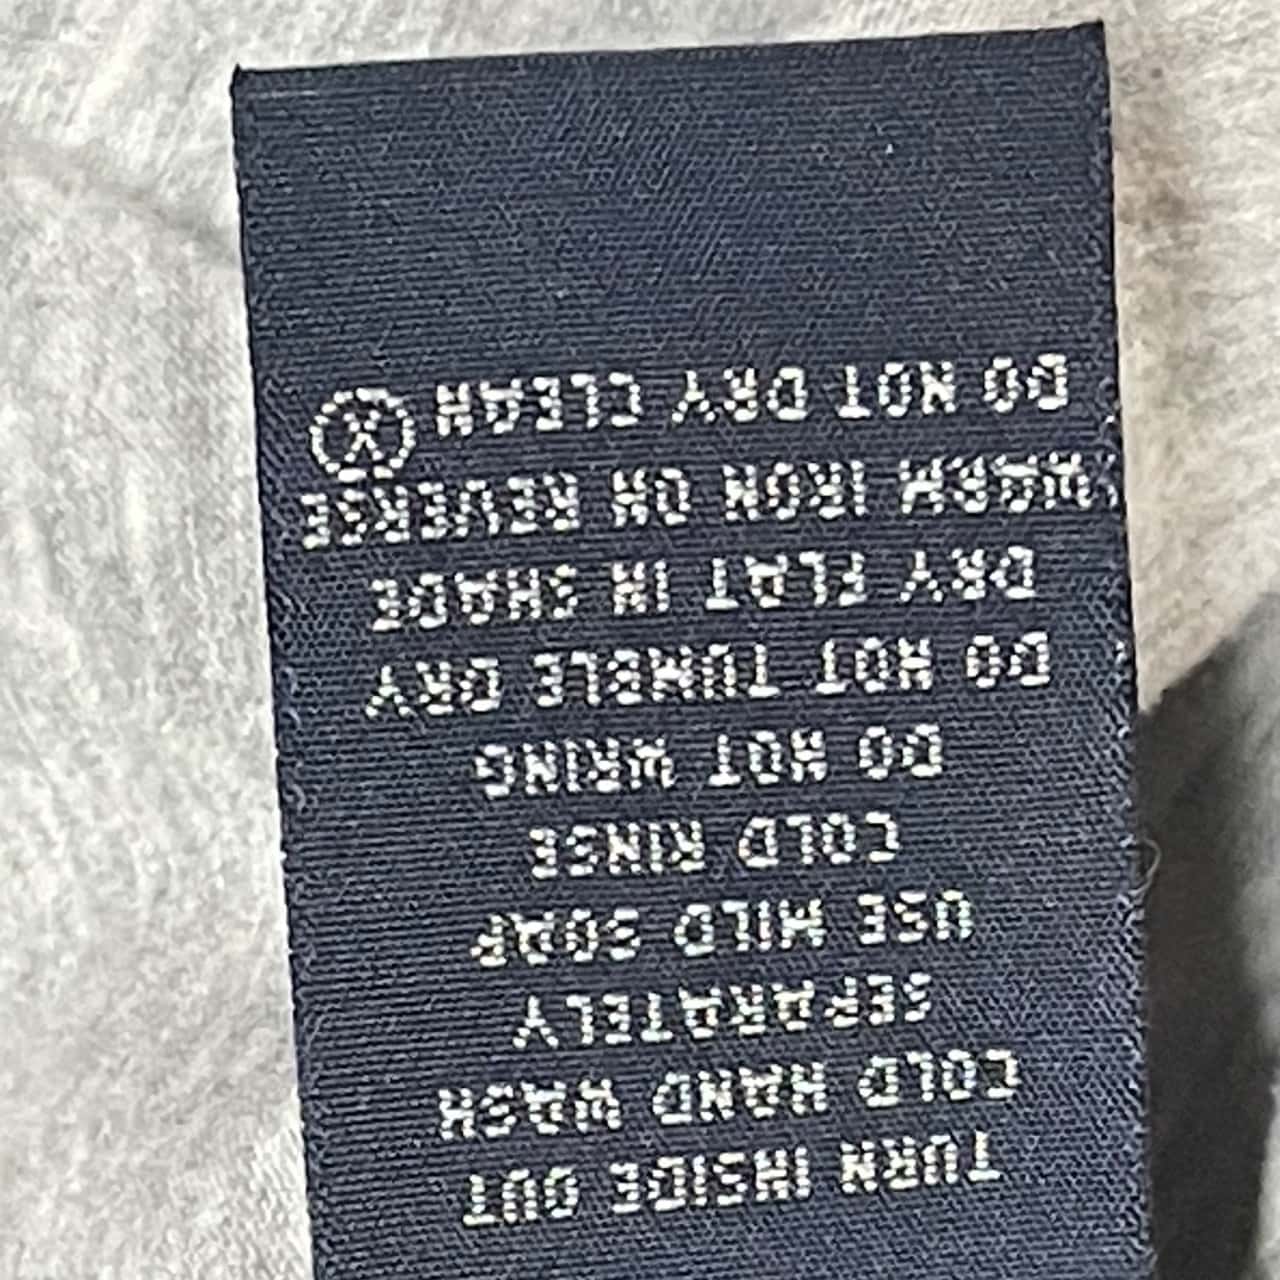 TURN INSIDE OUT
COLD HAND WASH
SEPARATELY
USE MILD SOAP
COLD RINSE
DO NOT WRING
DO NOT TUMBLE DRY
DRY FLAT IN SHADE
WARM IRON ON REVERSE
DO NOT DRY CLEAN